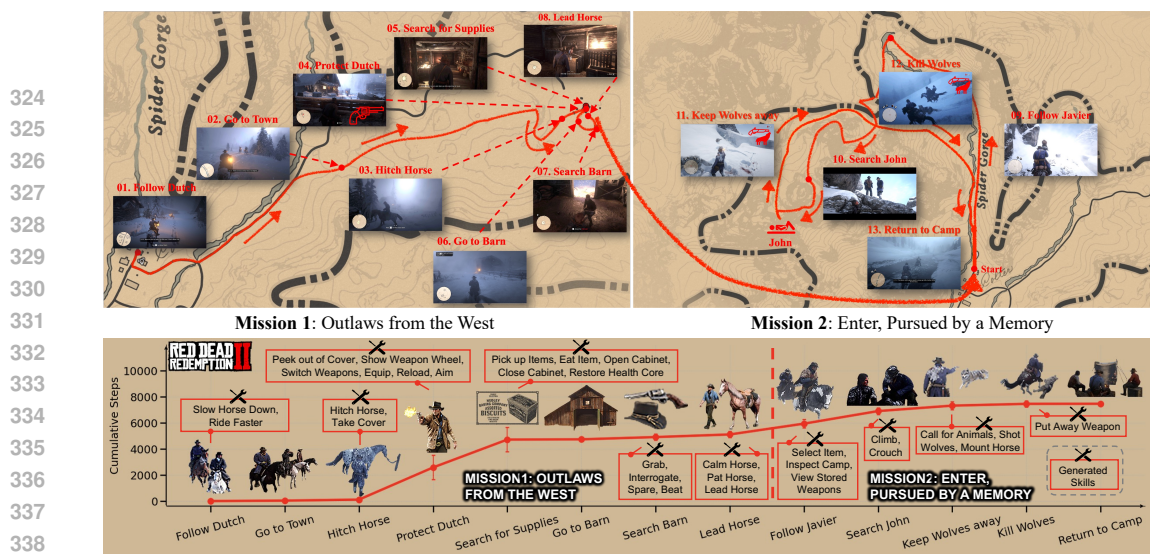 324
325
326
327
328
329
330
331
332
333
334
335
336
337
338
Spider Gorge
01. Follow Dutch
02. Go to Town
03. Hitch Horse
04. Protect Dutch
05. Search for Supplies
06. Go to Barn
07. Search Barn
08. Lead Horse
Spider Gorge
09. Follow Javier
10. Search John
11. Keep Wolves away
12. Kill Wolves
13. Return to Camp
John
Start
Mission 1: Outlaws from the West
Mission 2: Enter, Pursued by a Memory
RED DEAD
REDEMPTION II
Cumulative Steps
10000
8000
6000
4000
2000
0
Slow Horse Down,
Ride Faster
Peek out of Cover, Show Weapon Wheel,
Switch Weapons, Equip, Reload, Aim
Hitch Horse,
Take Cover
Pick up Items, Eat Item, Open Cabinet,
Close Cabinet, Restore Health Core
BISCUITS
Grab,
Interrogate,
Spare, Beat
Calm Horse,
Pat Horse,
Lead Horse
Select Item,
Inspect Camp,
View Stored
Weapons
Climb,
Crouch
Call for Animals, Shot
Wolves, Mount Horse
Put Away Weapon
Generated
Skills
MISSION1: OUTLAWS
FROM THE WEST
MISSION2: ENTER,
PURSUED BY A MEMORY
Follow Dutch
Go to Town
Hitch Horse
Protect Dutch
Search for Supplies
Go to Barn
Search Barn
Lead Horse
Follow Javier
Search John
Keep Wolves away
Kill Wolves
Return to Camp